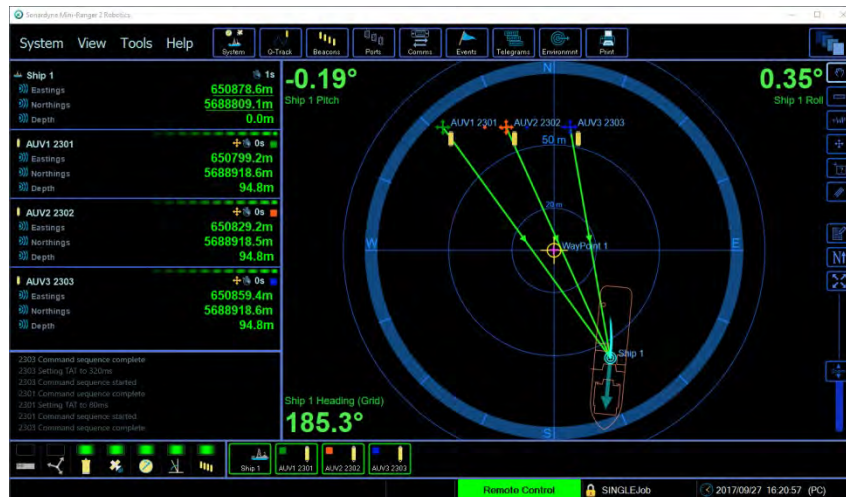 Sonardyne Mini-Ranger 2 Robotics
System View Tools Help
System G-Track Beacons Ports Comms Events Telegrams Environmnt Print
Ship 1 1s
Eastings 650878.6m
Northings 5688809.1m
Depth 0.0m
AUV1 2301 0s
Eastings 650799.2m
Northings 5688918.6m
Depth 94.8m
AUV2 2302 0s
Eastings 650829.2m
Northings 5688918.5m
Depth 94.8m
AUV3 2303 0s
Eastings 650859.4m
Northings 5688918.6m
Depth 94.8m
2303 Command sequence complete
2303 Setting TAT to 320ms
2303 Command sequence started
2301 Command sequence complete
2301 Setting TAT to 80ms
2301 Command sequence started
2303 Command sequence complete
-0.19°
Ship 1 Pitch
0.35°
Ship 1 Roll
N
AUV1 2301 AUV2 2302 AUV3 2303
50 m
20 m
W
WayPoint 1
E
Ship 1
S
Ship 1 Heading (Grid)
185.3°
Ship 1 AUV1 2301 AUV2 2302 AUV3 2303
Remote Control SINGLEJob 2017/09/27 16:20:57 (PC)